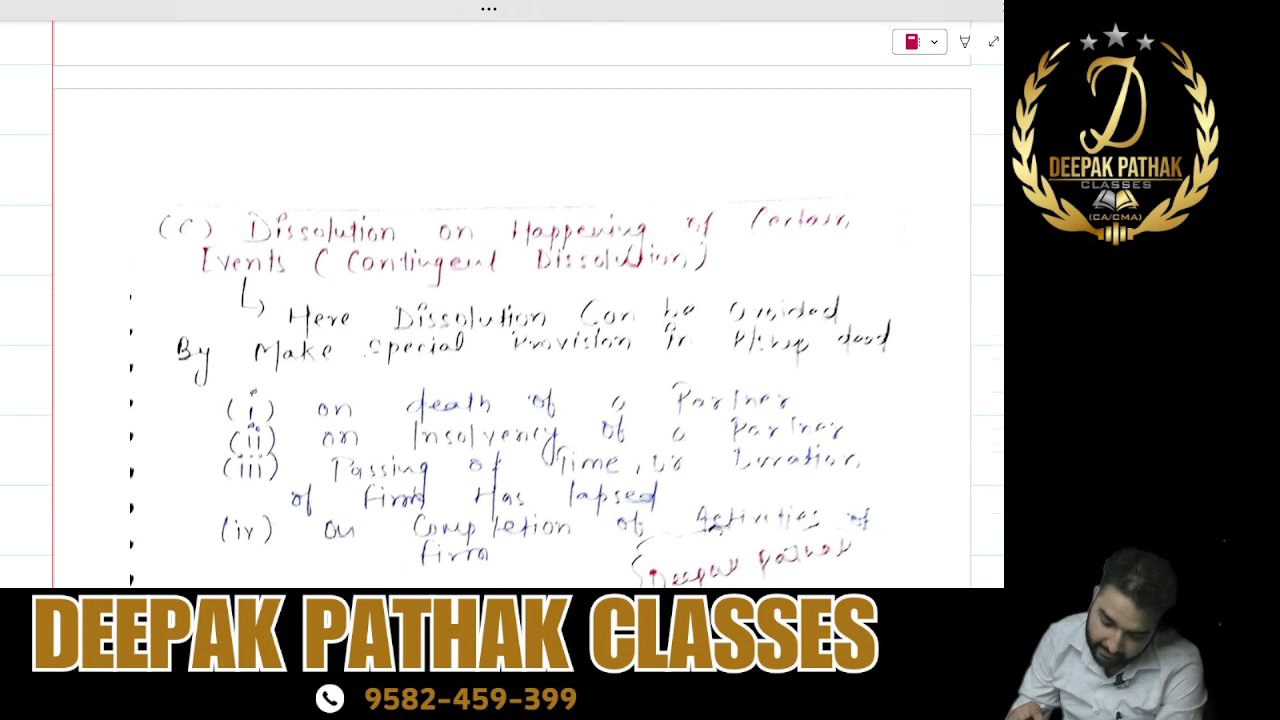 (C) Dissolution on Happening of Certain
Events (Contingent Dissolution)
Here Dissolution Can be avoided
By Make special Provision in P/ship deed
(i) on death of a Partner
(ii) on Insolvency of a Partner
(iii) Passing of Time, or Duration
of firm Has lapsed
(iv) on Completion of Activities of
firm
Deepak Pathak
D
DEEPAK PATHAK
CLASSES
(CA/CMA)
DEEPAK PATHAK CLASSES
9582-459-399